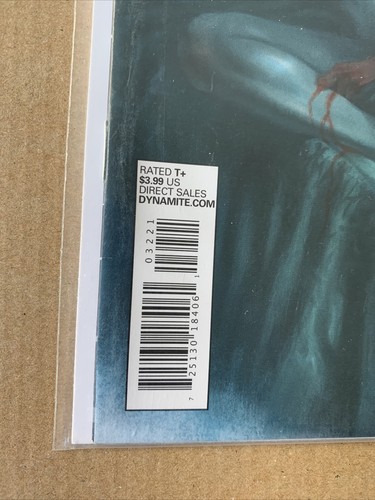 RATED T+
$3.99 US
DIRECT SALES
DYNAMITE.COM
03221
7 25130 18406 1